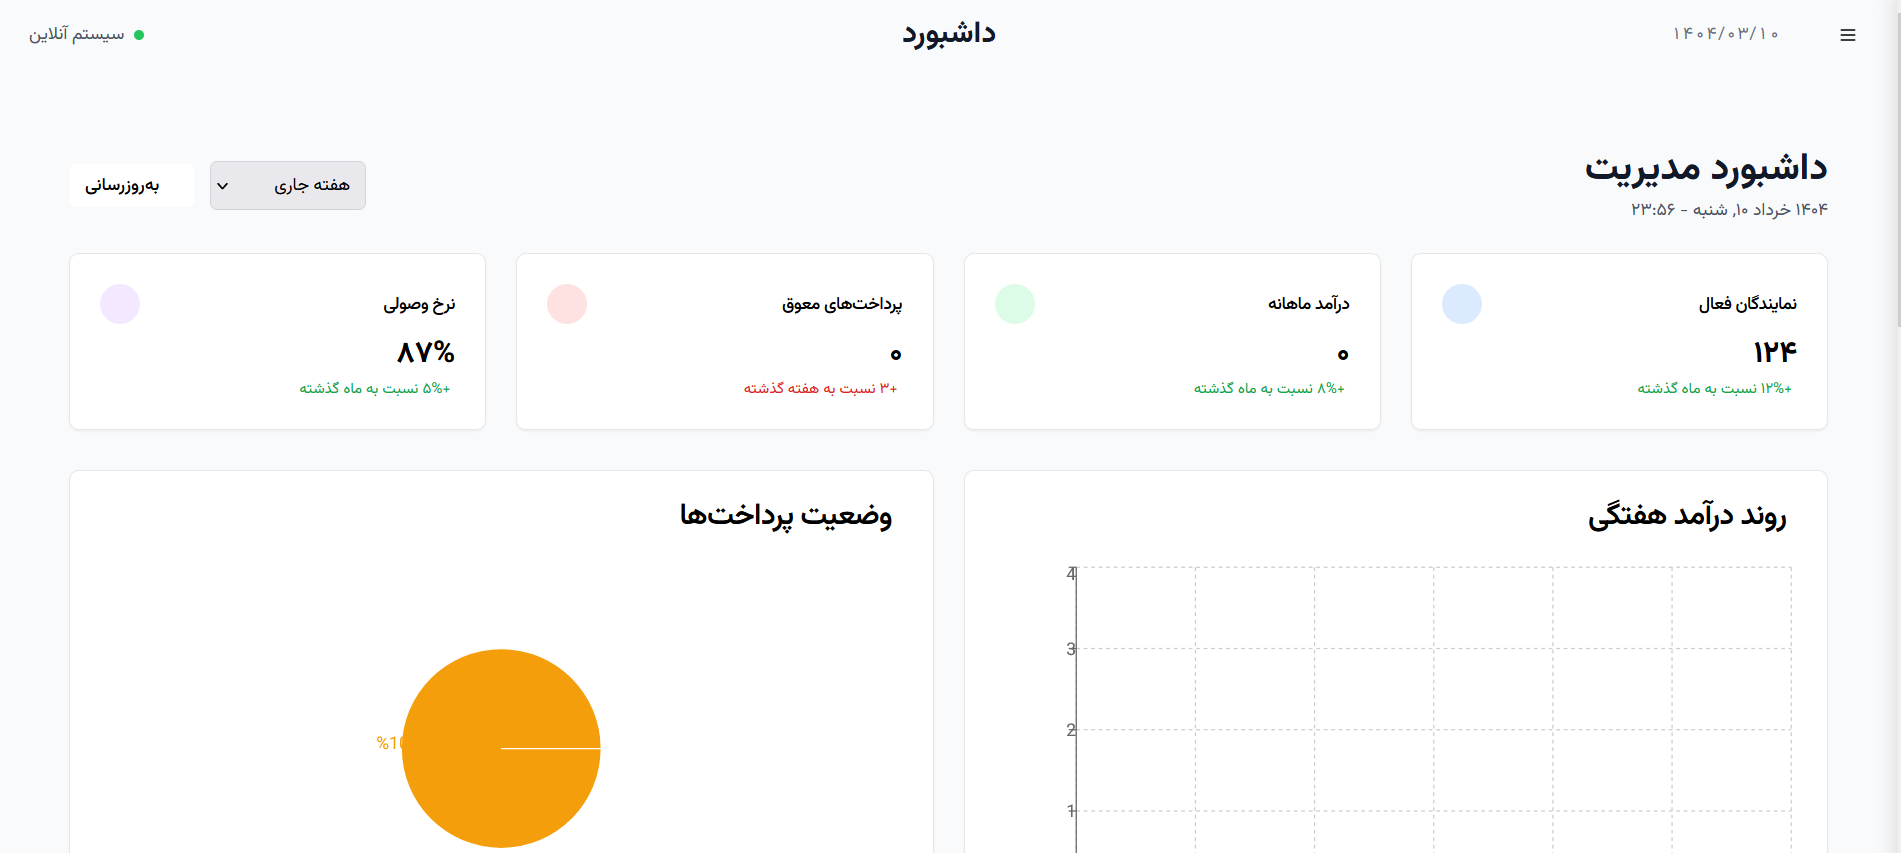 ۱۴۰۴/۰۳/۱۰
داشبورد
سیستم آنلاین
داشبورد مدیریت
۱۴۰۴ خرداد ۱۰, شنبه - ۲۳:۵۶
هفته جاری
به‌روزرسانی
نمایندگان فعال
۱۲۴
+۱۲% نسبت به ماه گذشته
درآمد ماهانه
۰
+۸% نسبت به ماه گذشته
پرداخت‌های معوق
۰
+۳ نسبت به هفته گذشته
نرخ وصولی
۸۷%
+۵% نسبت به ماه گذشته
روند درآمد هفتگی
4
3
2
1
وضعیت پرداخت‌ها